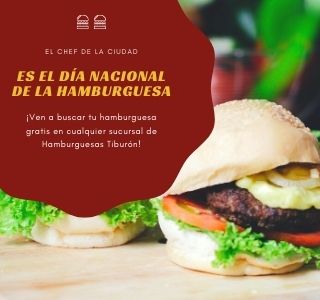 EL CHEF DE LA CIUDAD
ES EL DÍA NACIONAL
DE LA HAMBURGUESA
¡Ven a buscar tu hamburguesa
gratis en cualquier sucursal de
Hamburguesas Tiburón!